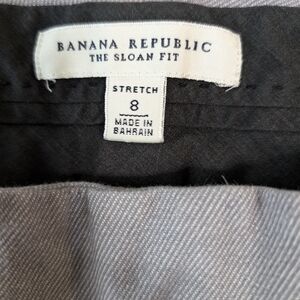 BANANA REPUBLIC
THE SLOAN FIT
STRETCH
8
MADE IN
BAHRAIN